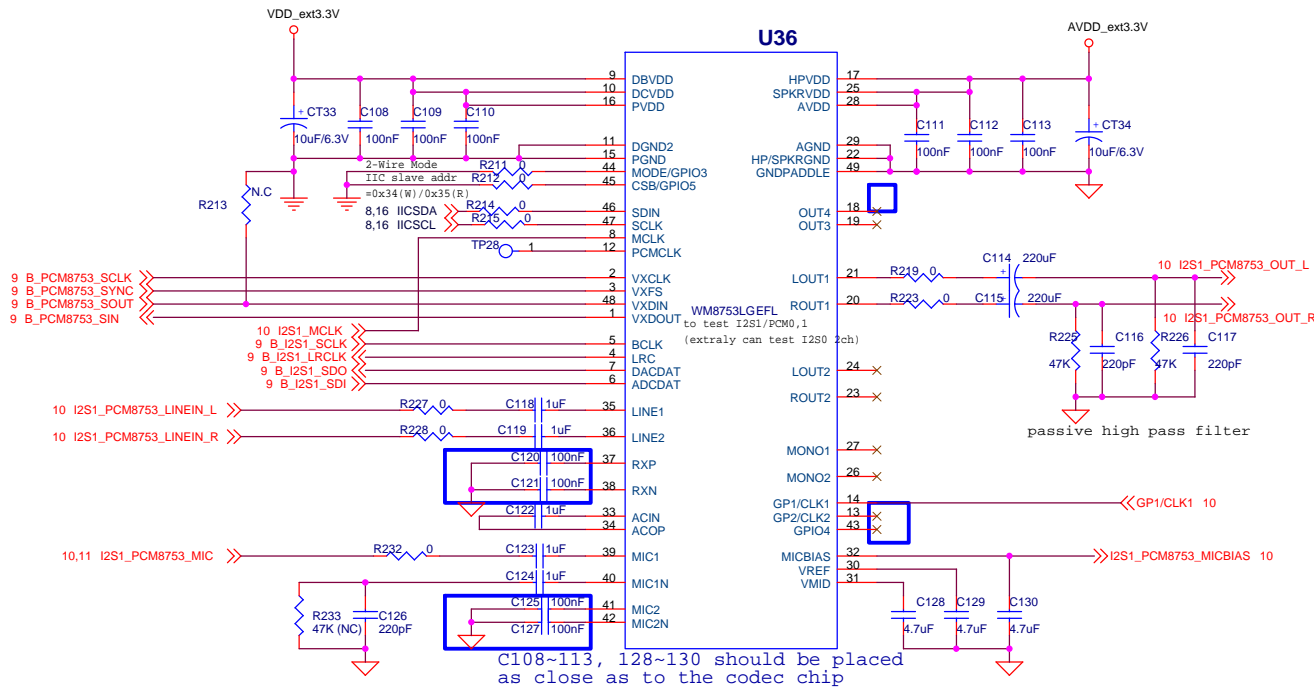 VDD_ext3.3V
AVDD_ext3.3V
U36
9 DBVDD
10 DCVDD
16 PVDD
11 DGND2
15 PGND
44 MODE/GPIO3
45 CSB/GPIO5
46 SDIN
47 SCLK
8 MCLK
12 PCMCLK
2 VXCLK
3 VXFS
48 VXDIN
1 VXDOUT
5 BCLK
4 LRC
7 DACDAT
6 ADCDAT
35 LINE1
36 LINE2
37 RXP
38 RXN
33 ACIN
34 ACOP
39 MIC1
40 MIC1N
41 MIC2
42 MIC2N
HPVDD 17
SPKRVDD 25
AVDD 28
AGND 29
HP/SPKRGND 22
GNDPADDLE 49
OUT4 18
OUT3 19
LOUT1 21
ROUT1 20
LOUT2 24
ROUT2 23
MONO1 27
MONO2 26
GP1/CLK1 14
GP2/CLK2 13
GPIO4 43
MICBIAS 32
VREF 30
VMID 31
WM8753LGEFL
to test I2S1/PCM0,1
(extraly can test I2S0 2ch)
+ CT33
10uF/6.3V
C108
100nF
C109
100nF
C110
100nF
C111
100nF
C112
100nF
C113
100nF
+ CT34
10uF/6.3V
2-Wire Mode
IIC slave addr
=0x34(W)/0x35(R)
R211 0
R212 0
R213
N.C
8,16 IICSDA
R214 0
8,16 IICSCL
R215 0
TP28
1
9 B_PCM8753_SCLK
9 B_PCM8753_SYNC
9 B_PCM8753_SOUT
9 B_PCM8753_SIN
10 I2S1_MCLK
9 B_I2S1_SCLK
9 B_I2S1_LRCLK
9 B_I2S1_SDO
9 B_I2S1_SDI
10 I2S1_PCM8753_LINEIN_L
R227 0
C118 1uF
10 I2S1_PCM8753_LINEIN_R
R228 0
C119 1uF
C120 100nF
C121 100nF
C122 1uF
10,11 I2S1_PCM8753_MIC
R232 0
C123 1uF
C124 1uF
C125 100nF
C127 100nF
R233
47K (NC)
C126
220pF
R219 0
C114 220uF
+
R223 0
C115 220uF
+
10 I2S1_PCM8753_OUT_L
10 I2S1_PCM8753_OUT_R
R225
47K
C116
220pF
R226
47K
C117
220pF
passive high pass filter
GP1/CLK1 10
I2S1_PCM8753_MICBIAS 10
C128
4.7uF
C129
4.7uF
C130
4.7uF
C108~113, 128~130 should be placed
as close as to the codec chip